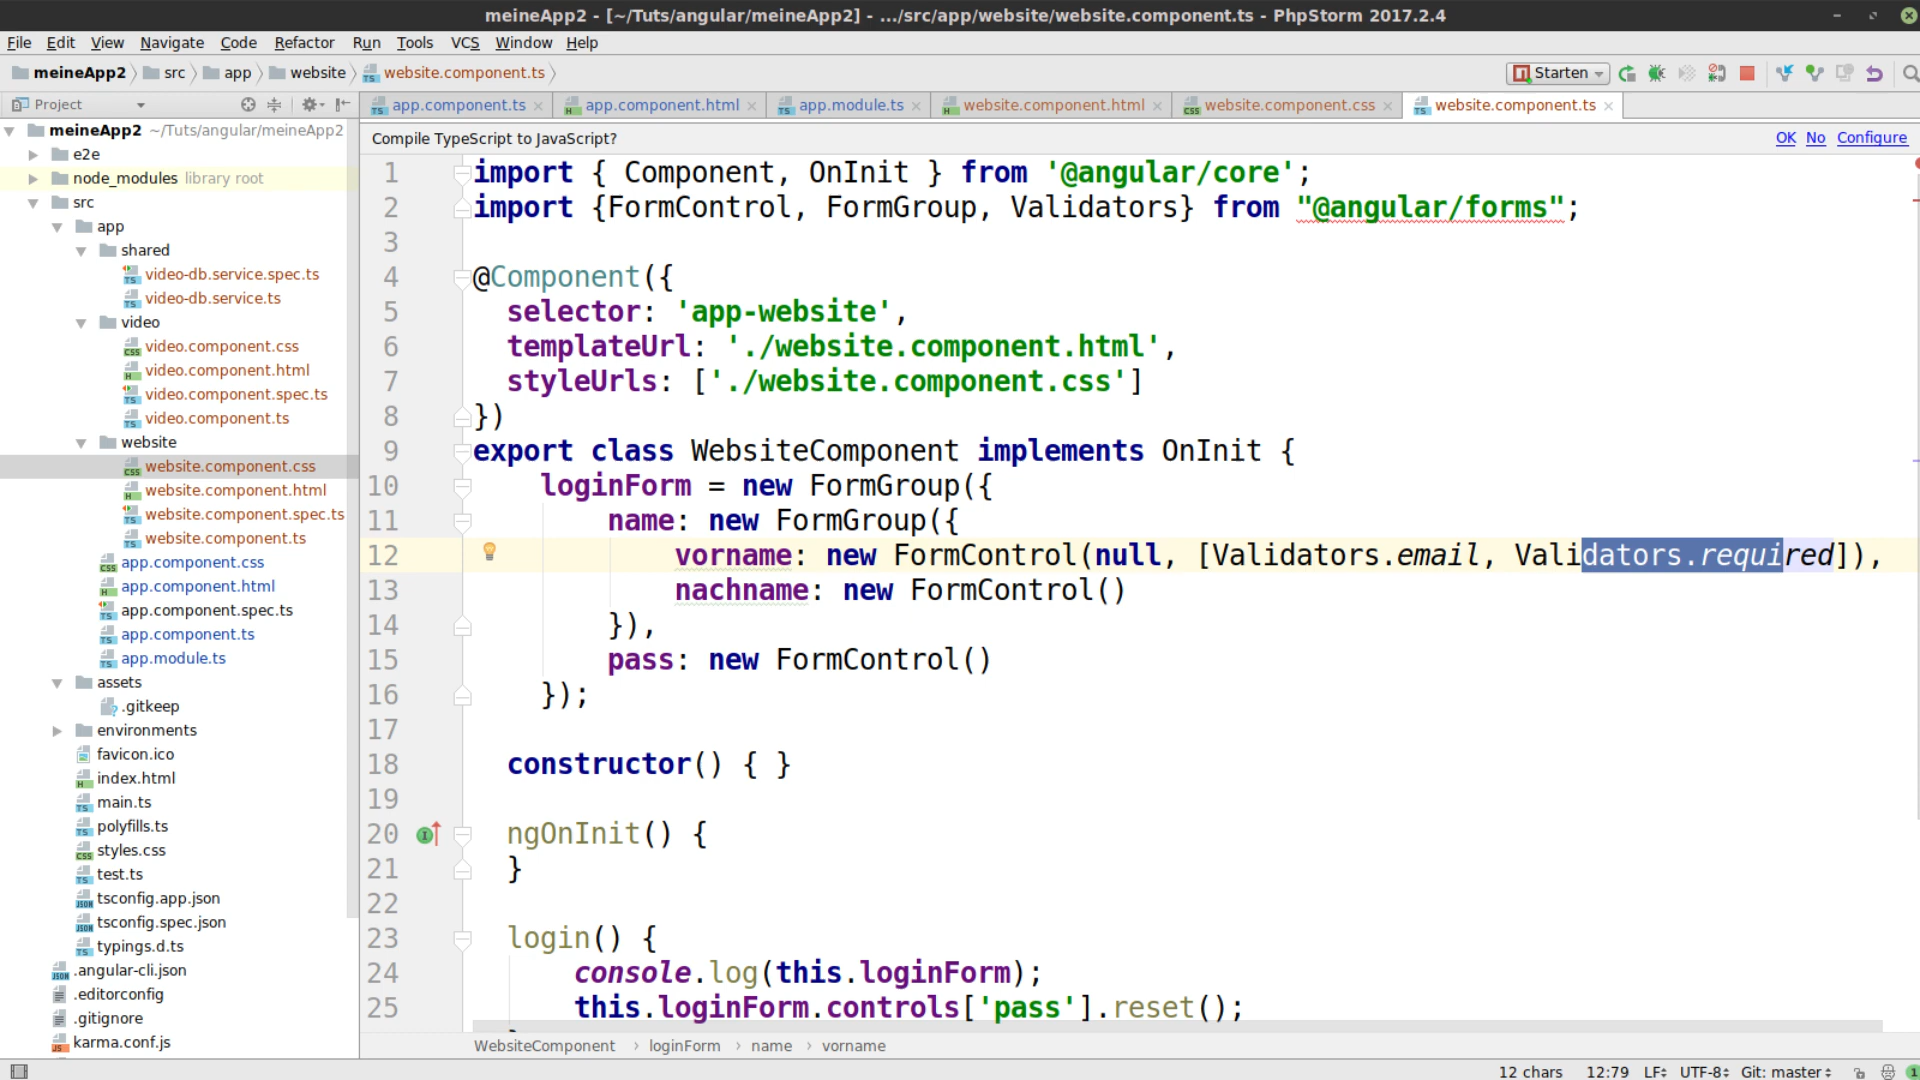 meineApp2 - [~/Tuts/angular/meineApp2] - .../src/app/website/website.component.ts - PhpStorm 2017.2.4
File Edit View Navigate Code Refactor Run Tools VCS Window Help
meineApp2 src app website website.component.ts Starten
Project app.component.ts app.component.html app.module.ts website.component.html website.component.css website.component.ts
Compile TypeScript to JavaScript? OK No Configure
meineApp2 ~/Tuts/angular/meineApp2
e2e
node_modules library root
src
app
shared
video-db.service.spec.ts
video-db.service.ts
video
video.component.css
video.component.html
video.component.spec.ts
video.component.ts
website
website.component.css
website.component.html
website.component.spec.ts
website.component.ts
app.component.css
app.component.html
app.component.spec.ts
app.component.ts
app.module.ts
assets
.gitkeep
environments
favicon.ico
index.html
main.ts
polyfills.ts
styles.css
test.ts
tsconfig.app.json
tsconfig.spec.json
typings.d.ts
.angular-cli.json
.editorconfig
.gitignore
karma.conf.js
1 import { Component, OnInit } from '@angular/core';
2 import {FormControl, FormGroup, Validators} from "@angular/forms";
3
4 @Component({
5 selector: 'app-website',
6 templateUrl: './website.component.html',
7 styleUrls: ['./website.component.css']
8 })
9 export class WebsiteComponent implements OnInit {
10 loginForm = new FormGroup({
11 name: new FormGroup({
12 vorname: new FormControl(null, [Validators.email, Validators.required]),
13 nachname: new FormControl()
14 }),
15 pass: new FormControl()
16 });
17
18 constructor() { }
19
20 ngOnInit() {
21 }
22
23 login() {
24 console.log(this.loginForm);
25 this.loginForm.controls['pass'].reset();
WebsiteComponent › loginForm › name › vorname
12 chars 12:79 LF UTF-8 Git: master 1